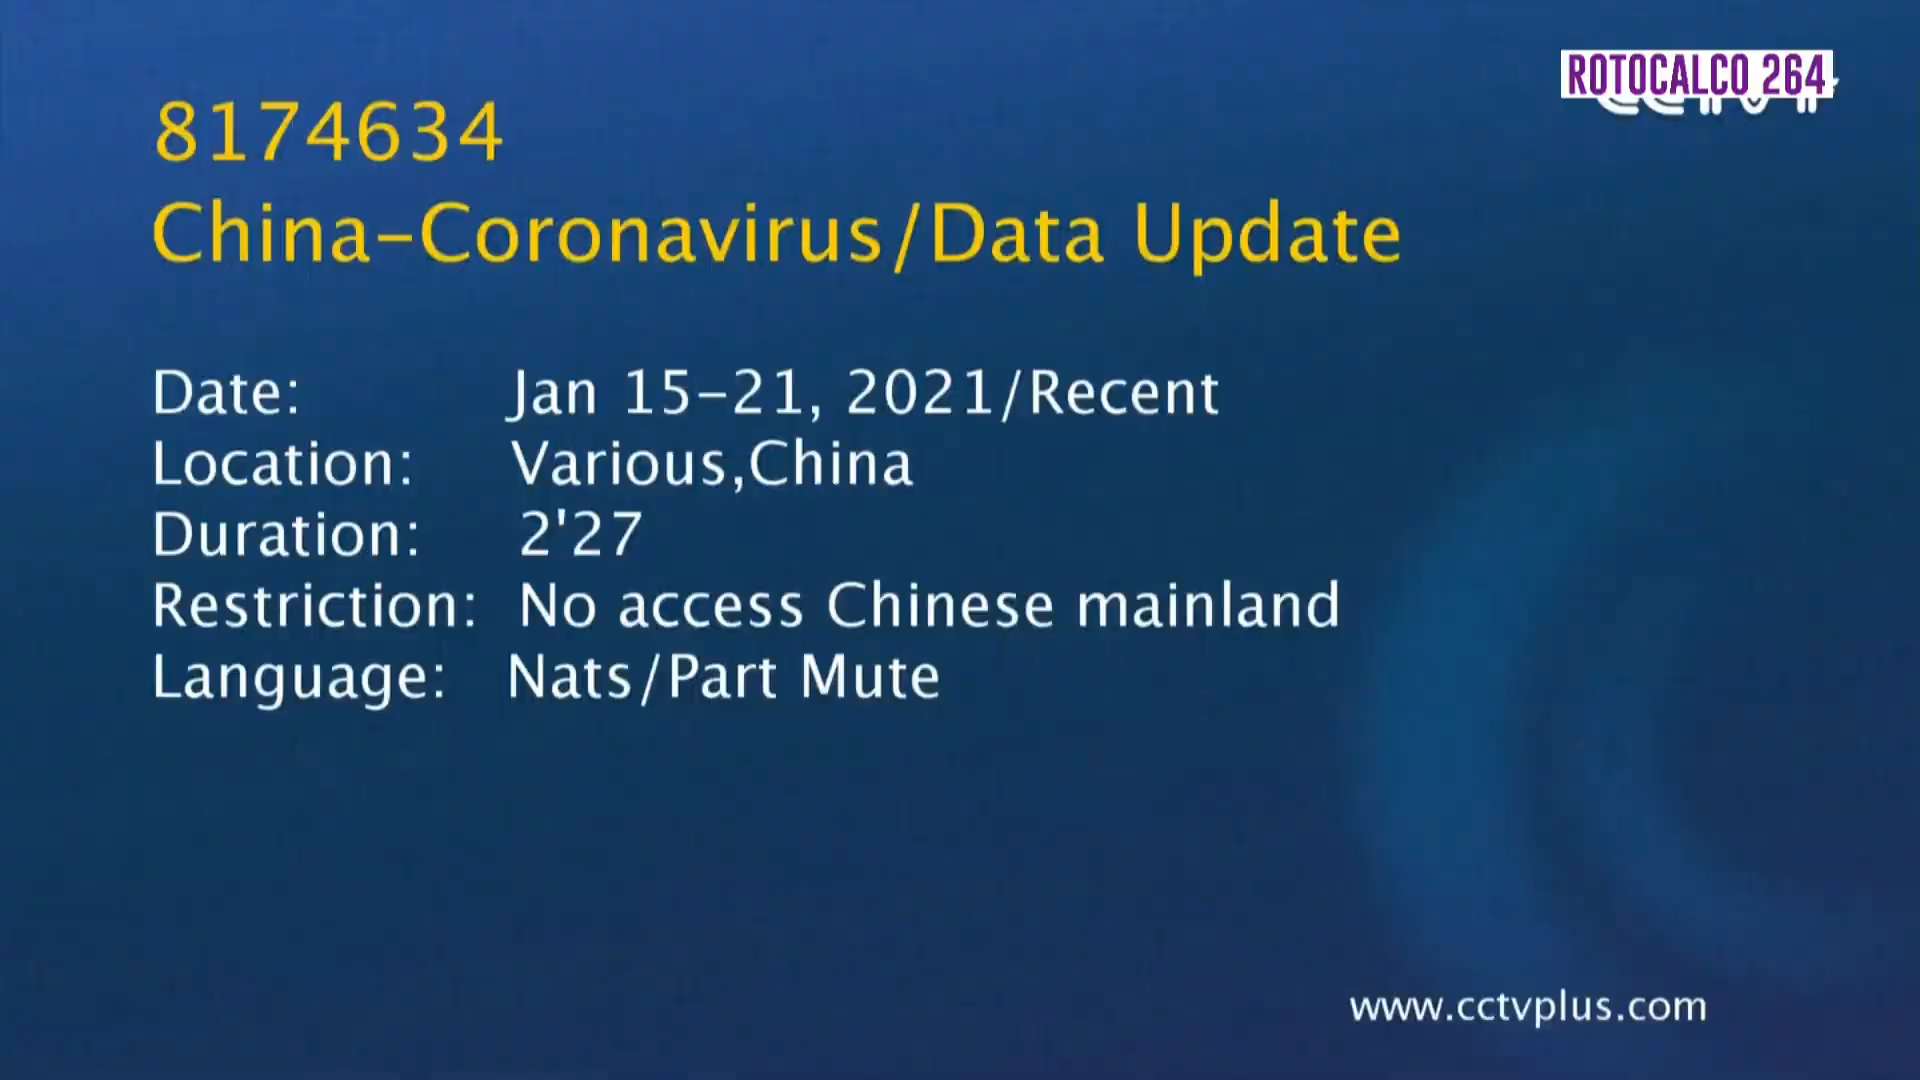 ROTOCALCO 264
8174634
China-Coronavirus/Data Update
Date: Jan 15-21, 2021/Recent
Location: Various,China
Duration: 2'27
Restriction: No access Chinese mainland
Language: Nats/Part Mute
www.cctvplus.com